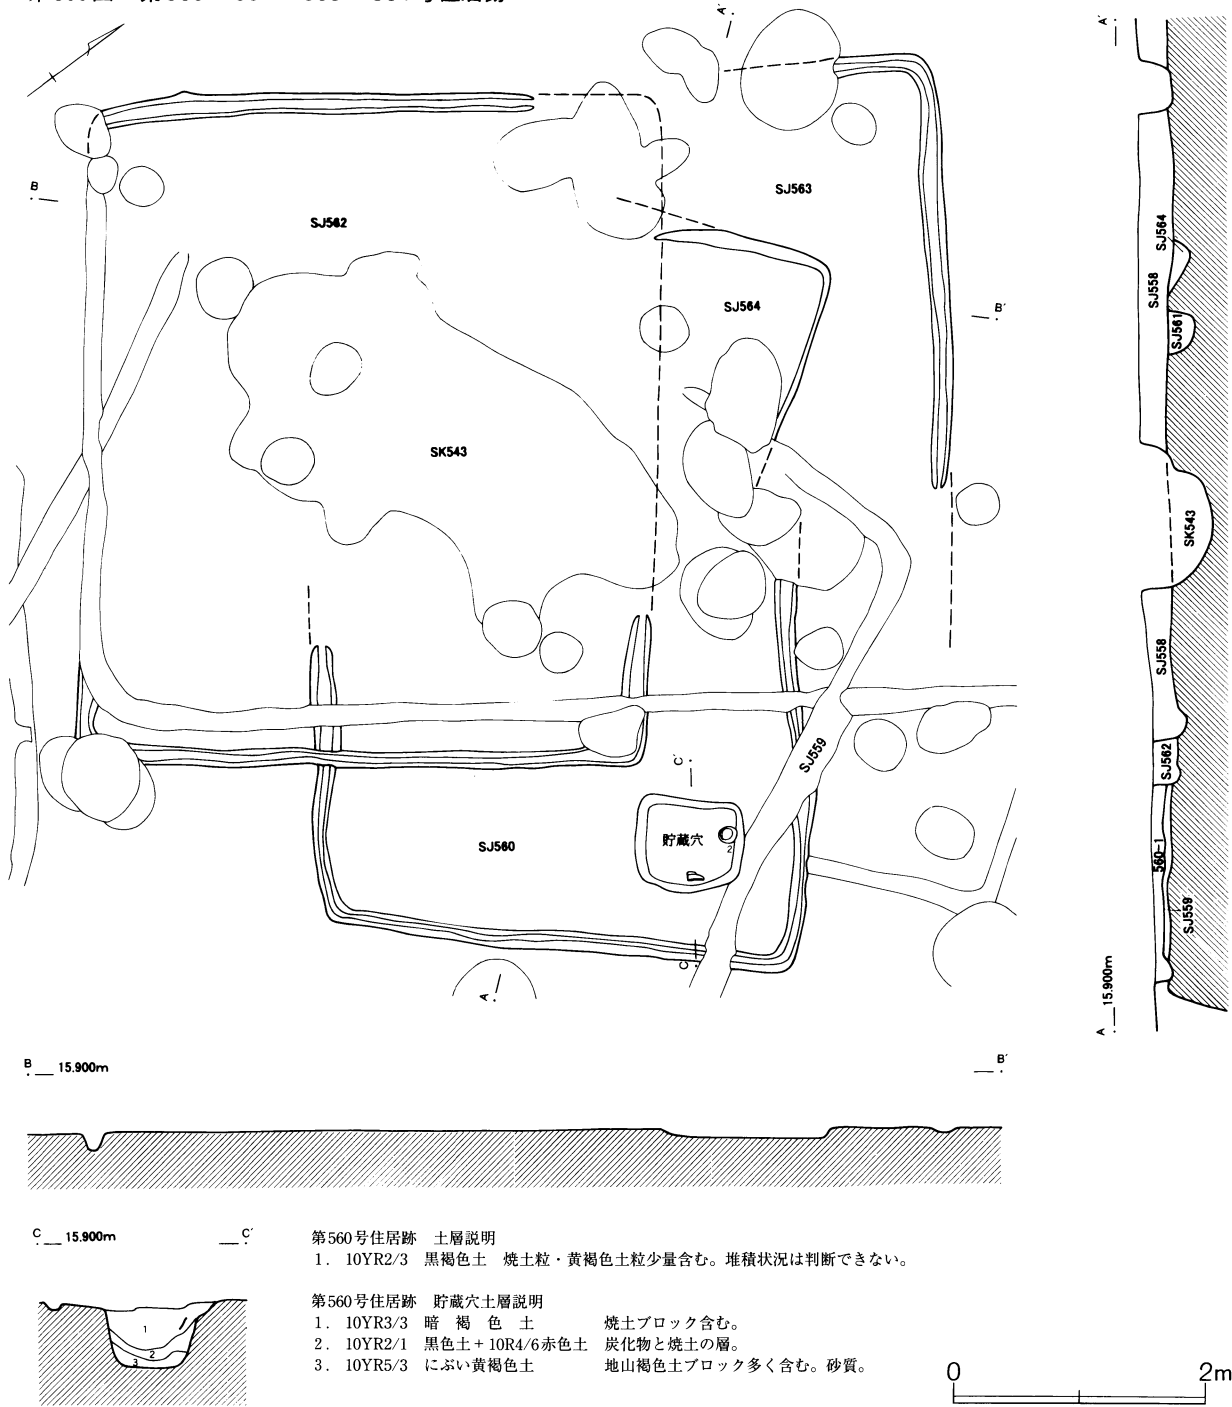 A′
A′
SJ563
B
SJ562
SJ564
SJ564
SJ558
B′
SJ561
SK543
SK543
SJ558
SJ559
C′
SJ562
貯蔵穴
2
SJ560
560-1
SJ559
C
A
A 15.900m
B 15.900m
B′
C 15.900m
C′
第560号住居跡 土層説明
1. 10YR2/3 黒褐色土 焼土粒・黄褐色土粒少量含む。堆積状況は判断できない。
第560号住居跡 貯蔵穴土層説明
1. 10YR3/3 暗褐色土 焼土ブロック含む。
2. 10YR2/1 黒色土+10R4/6赤色土 炭化物と焼土の層。
3. 10YR5/3 にぶい黄褐色土 地山褐色土ブロック多く含む。砂質。
1
2
3
0 2m